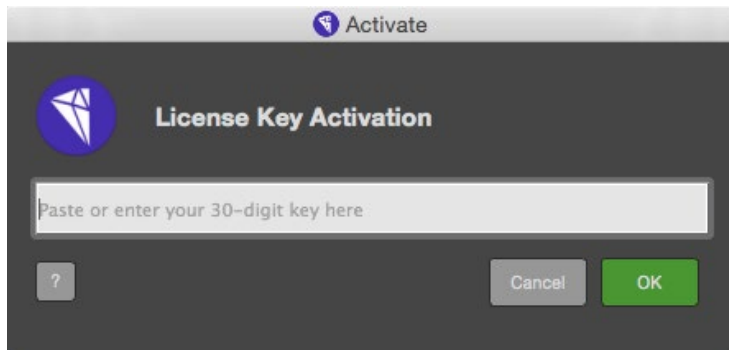 Activate
License Key Activation
Paste or enter your 30-digit key here
?
Cancel
OK